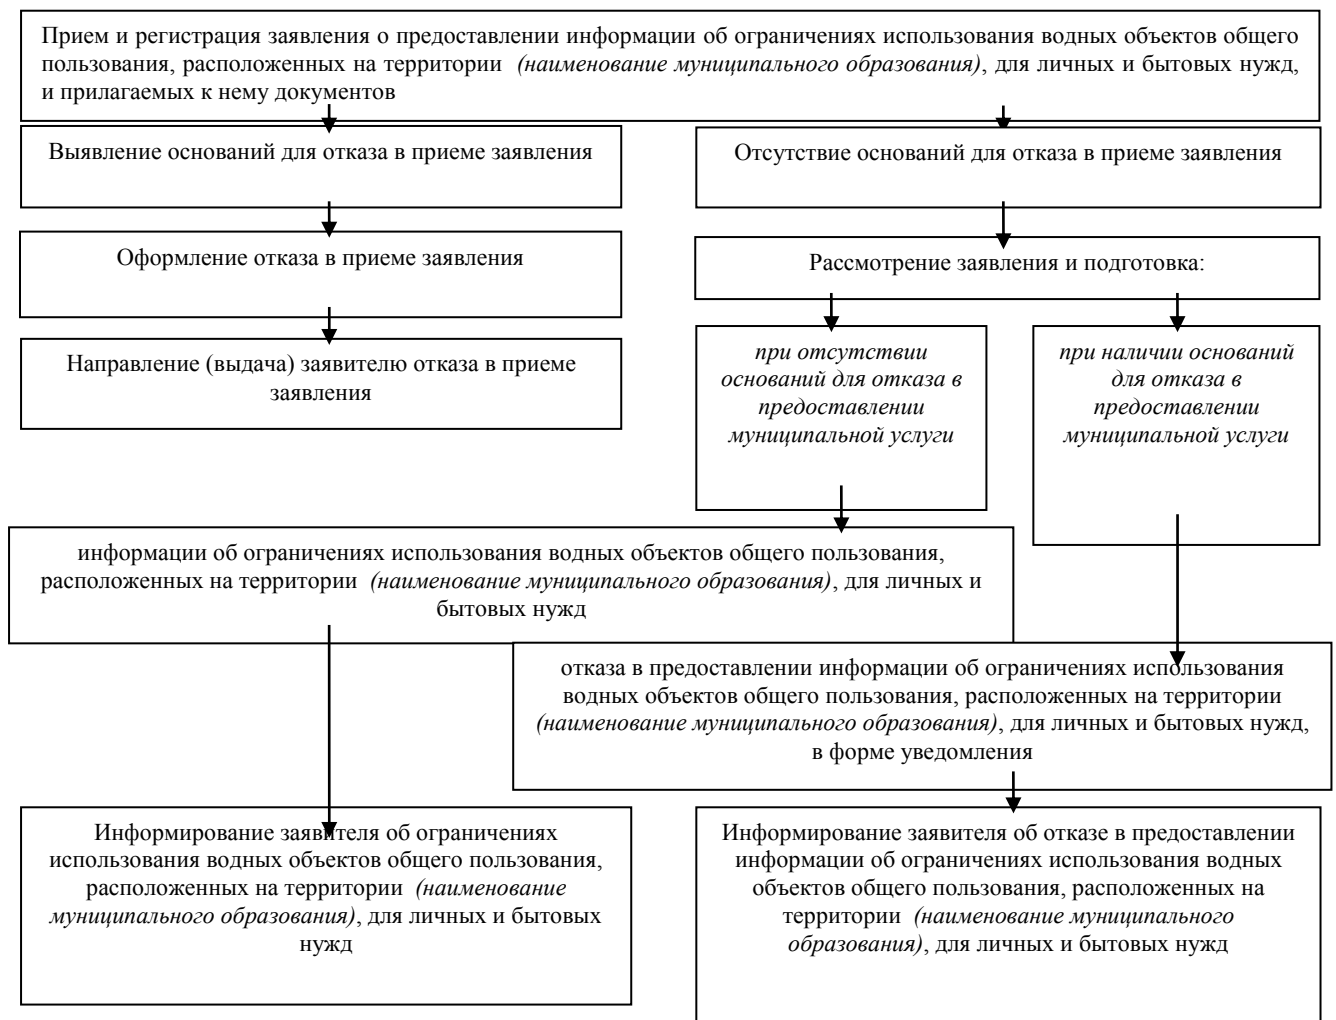 Прием и регистрация заявления о предоставлении информации об ограничениях использования водных объектов общего
пользования, расположенных на территории (наименование муниципального образования), для личных и бытовых нужд,
и прилагаемых к нему документов
Выявление оснований для отказа в приеме заявления
Отсутствие оснований для отказа в приеме заявления
Оформление отказа в приеме заявления
Рассмотрение заявления и подготовка:
Направление (выдача) заявителю отказа в приеме
заявления
при отсутствии
оснований для отказа в
предоставлении
муниципальной услуги
при наличии оснований
для отказа в
предоставлении
муниципальной услуги
информации об ограничениях использования водных объектов общего пользования,
расположенных на территории (наименование муниципального образования), для личных и
бытовых нужд
отказа в предоставлении информации об ограничениях использования
водных объектов общего пользования, расположенных на территории
(наименование муниципального образования), для личных и бытовых нужд,
в форме уведомления
Информирование заявителя об ограничениях
использования водных объектов общего пользования,
расположенных на территории (наименование
муниципального образования), для личных и бытовых
нужд
Информирование заявителя об отказе в предоставлении
информации об ограничениях использования водных
объектов общего пользования, расположенных на
территории (наименование муниципального
образования), для личных и бытовых нужд